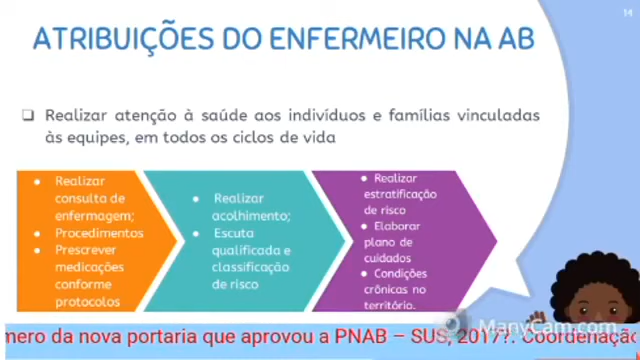 14
ATRIBUIÇÕES DO ENFERMEIRO NA AB
❑ Realizar atenção à saúde aos indivíduos e famílias vinculadas
às equipes, em todos os ciclos de vida
● Realizar
consulta de
enfermagem;
● Procedimentos
● Prescrever
medicações
conforme
protocolos
● Realizar
acolhimento;
● Escuta
qualificada e
classificação
de risco
● Realizar
estratificação
de risco
● Elaborar
plano de
cuidados
● Condições
crônicas no
território.
ManyCam.com
mero da nova portaria que aprovou a PNAB – SUS, 2017?. Coordenação